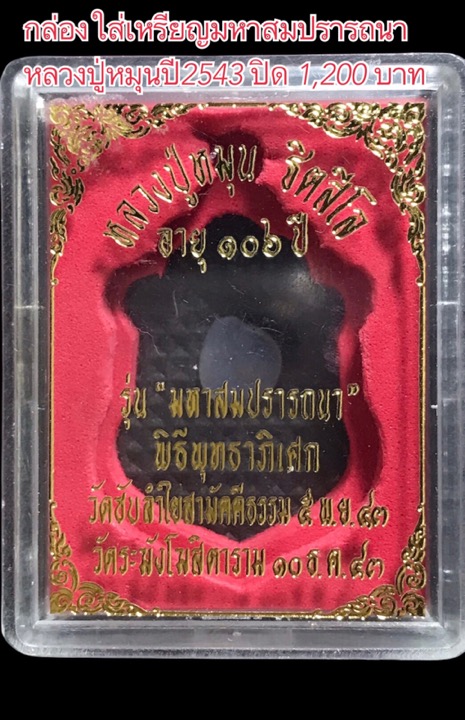 กล่องใส่เหรียญมหาสมปรารถนา
หลวงปู่หมุนปี 2543 ปิด 1,200 บาท
หลวงปู่หมุน ฐิตสีโล
อายุ ๑๐๖ ปี
รุ่น "มหาสมปรารถนา"
พิธีพุทธาภิเศก
วัดซับลำใยสามัคคีธรรม ๕ พ.ย. ๔๓
วัดระฆังโฆสิตาราม ๑๐ ธ.ค. ๔๓